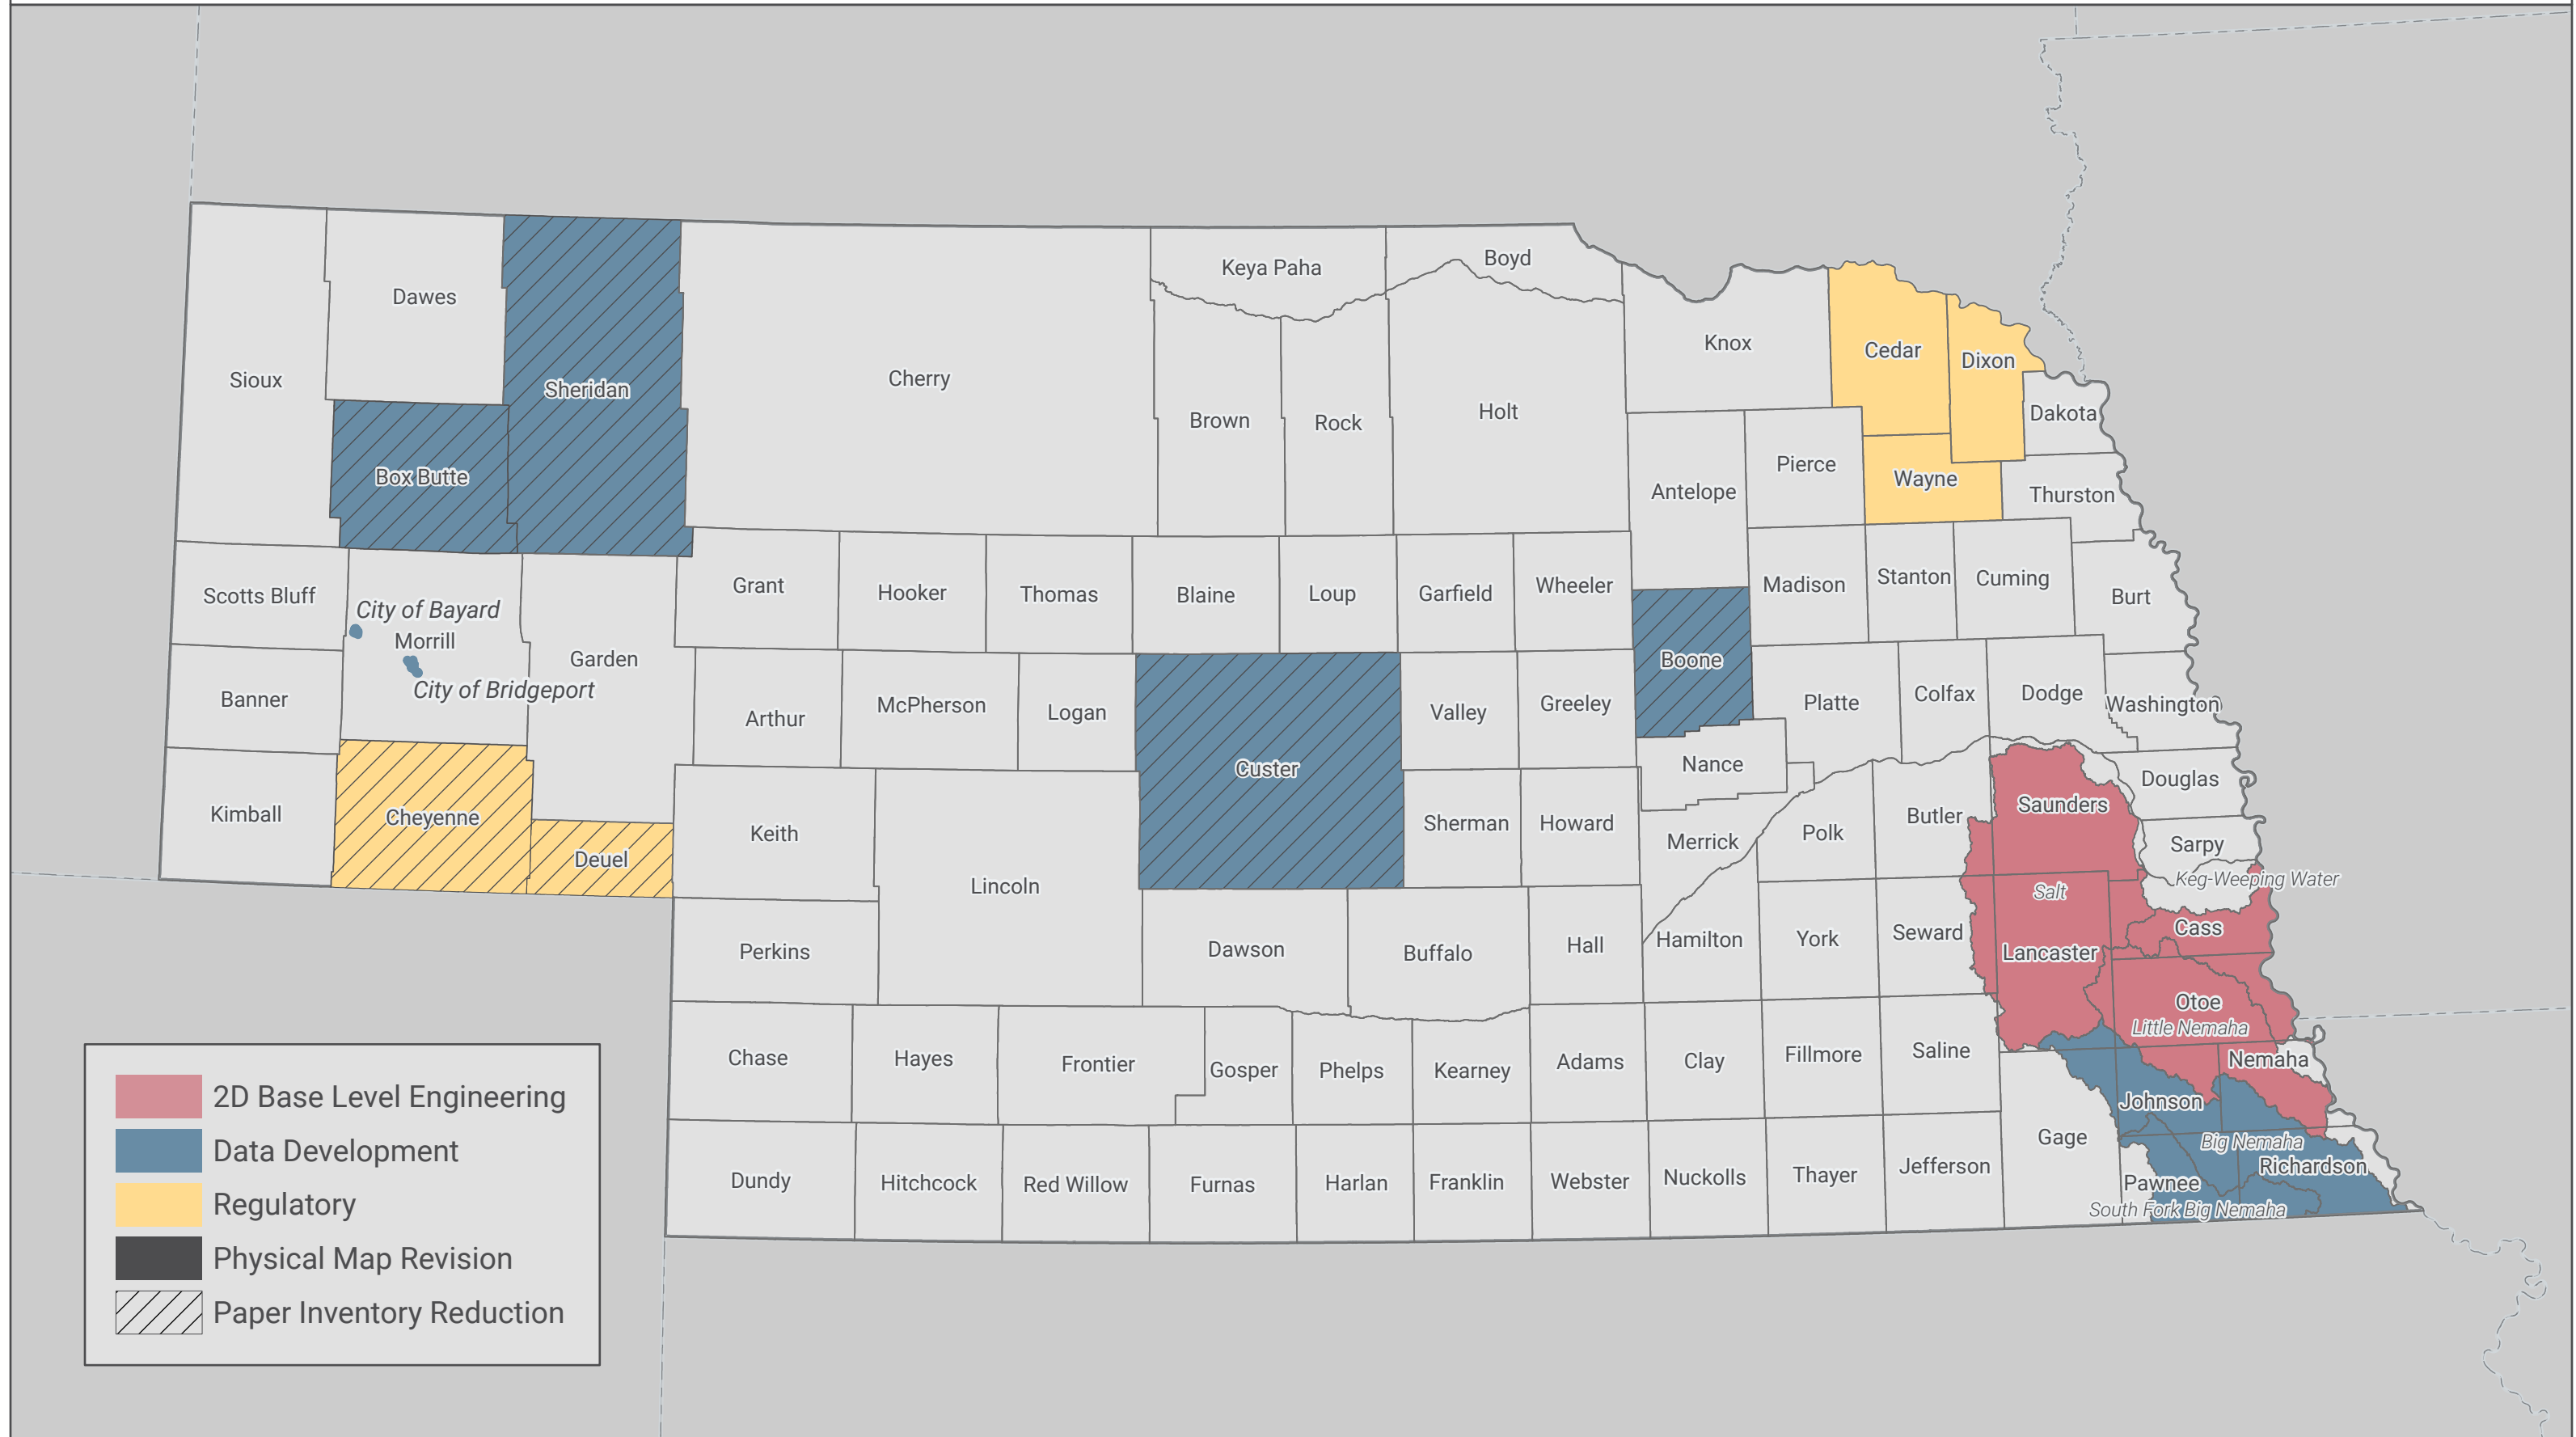 Keya Paha
Boyd
Dawes
Knox
Cedar
Dixon
Sioux
Sheridan
Cherry
Brown
Rock
Holt
Dakota
Box Butte
Antelope
Pierce
Wayne
Thurston
Scotts Bluff
City of Bayard
Morrill
City of Bridgeport
Garden
Grant
Hooker
Thomas
Blaine
Loup
Garfield
Wheeler
Madison
Stanton
Cuming
Burt
Boone
Banner
Arthur
McPherson
Logan
Custer
Valley
Greeley
Platte
Colfax
Dodge
Washington
Nance
Douglas
Kimball
Cheyenne
Deuel
Keith
Lincoln
Sherman
Howard
Merrick
Polk
Butler
Saunders
Sarpy
Keg-Weeping Water
Salt
Cass
Perkins
Dawson
Buffalo
Hall
Hamilton
York
Seward
Lancaster
Otoe
Little Nemaha
Chase
Hayes
Frontier
Gosper
Phelps
Kearney
Adams
Clay
Fillmore
Saline
Nemaha
Johnson
Gage
Big Nemaha
Richardson
Pawnee
South Fork Big Nemaha
Dundy
Hitchcock
Red Willow
Furnas
Harlan
Franklin
Webster
Nuckolls
Thayer
Jefferson
2D Base Level Engineering
Data Development
Regulatory
Physical Map Revision
Paper Inventory Reduction